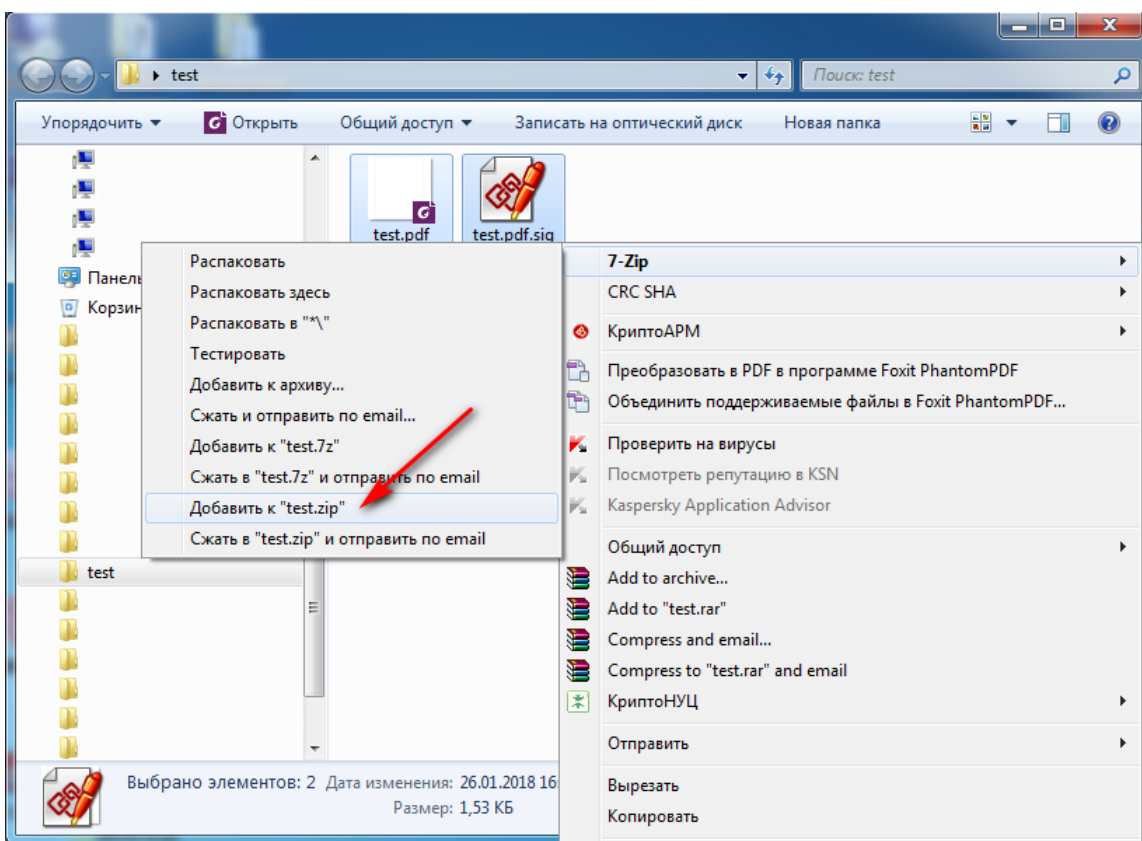 test
Поиск: test
Упорядочить
Открыть
Общий доступ
Записать на оптический диск
Новая папка
test.pdf
test.pdf.sig
Панель
Корзин
test
Распаковать
Распаковать здесь
Распаковать в "*\"
Тестировать
Добавить к архиву...
Сжать и отправить по email...
Добавить к "test.7z"
Сжать в "test.7z" и отправить по email
Добавить к "test.zip"
Сжать в "test.zip" и отправить по email
7-Zip
CRC SHA
КриптоАРМ
Преобразовать в PDF в программе Foxit PhantomPDF
Объединить поддерживаемые файлы в Foxit PhantomPDF...
Проверить на вирусы
Посмотреть репутацию в KSN
Kaspersky Application Advisor
Общий доступ
Add to archive...
Add to "test.rar"
Compress and email...
Compress to "test.rar" and email
КриптоНУЦ
Отправить
Вырезать
Копировать
Выбрано элементов: 2 Дата изменения: 26.01.2018 16:
Размер: 1,53 КБ